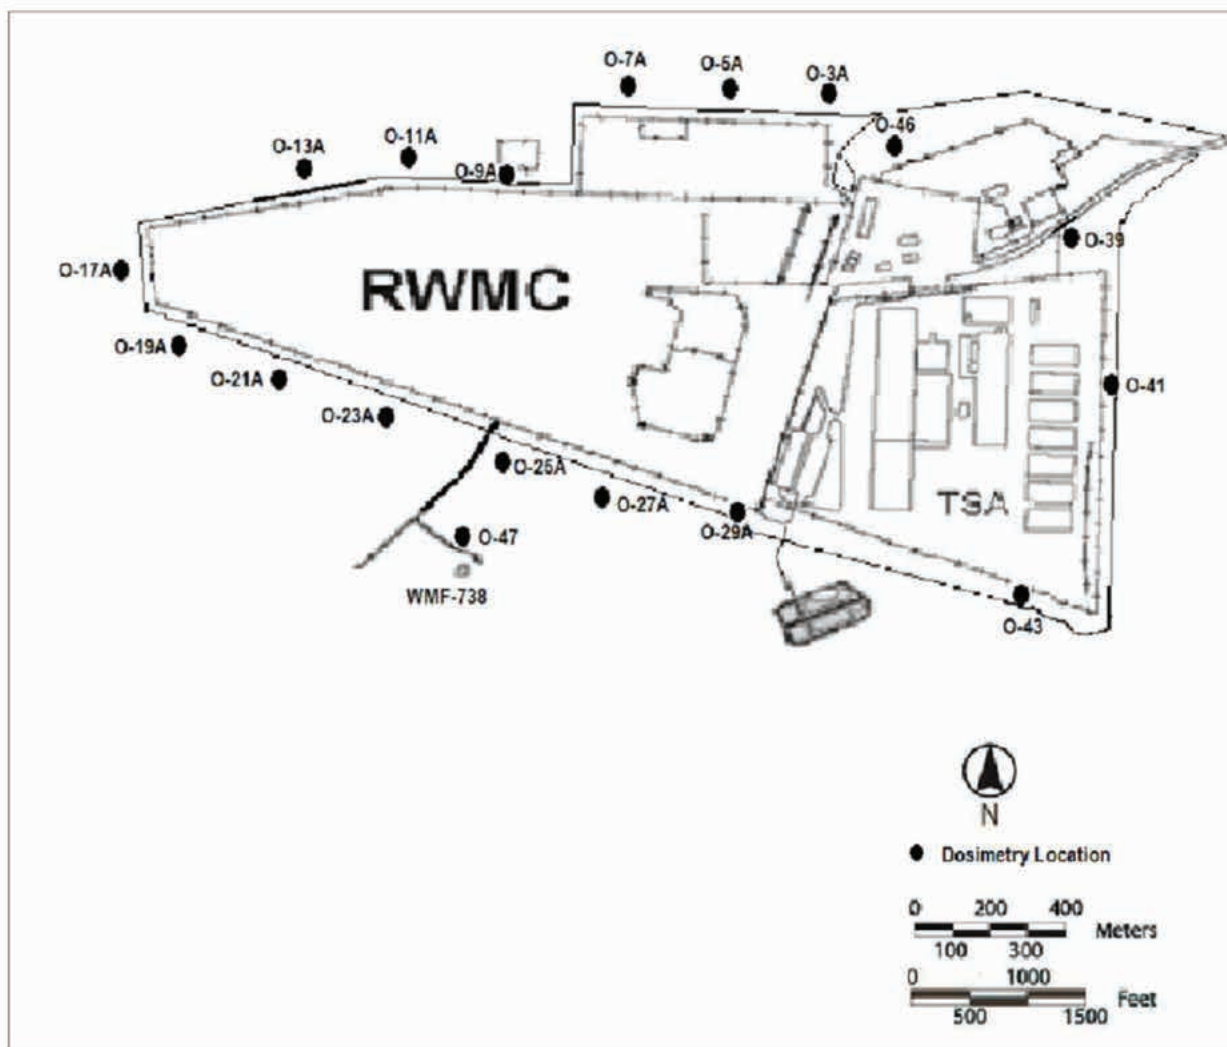 O-7A
O-5A
O-3A
O-46
O-11A
O-13A
O-9A
O-39
O-17A
RWMC
O-19A
O-21A
O-41
O-23A
O-25A
O-27A
TSA
O-29A
O-47
WMF-738
O-43
N
Dosimetry Location
0 200 400
Meters
100 300
0 1000
Feet
500 1500